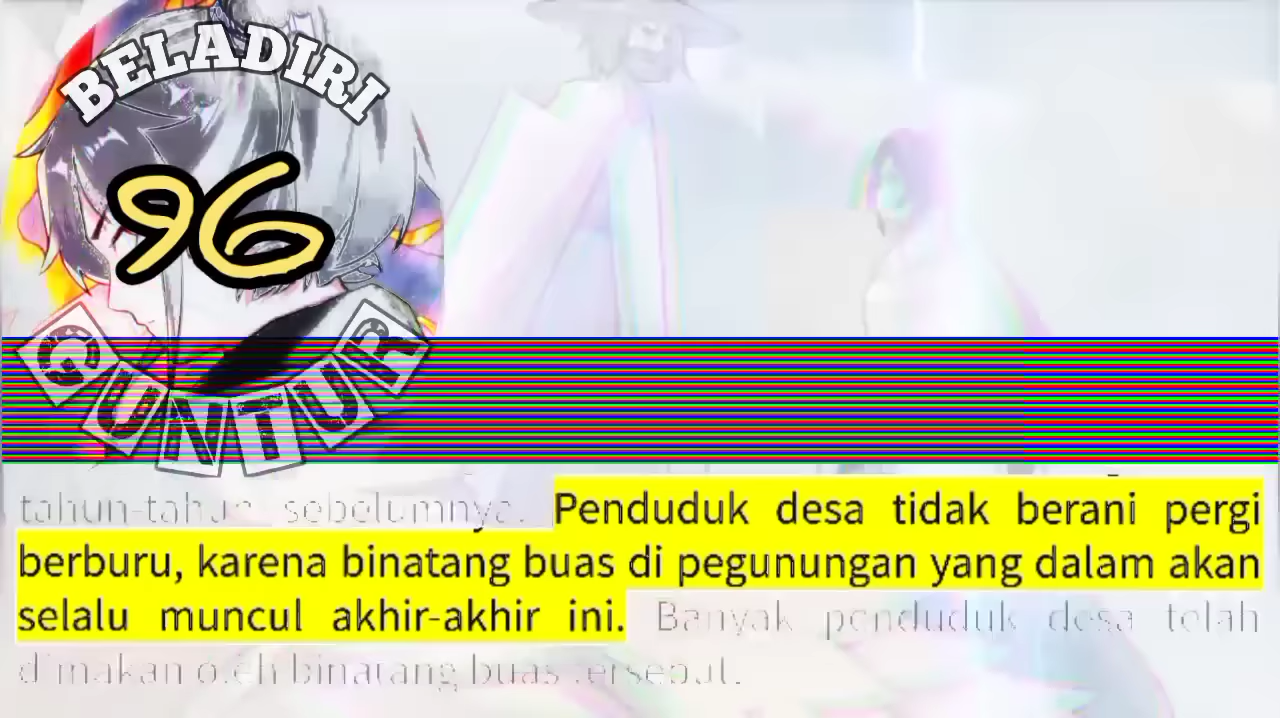 BELADIRI
96
GUNTUR
tahun-tahun sebelumnya. Penduduk desa tidak berani pergi
berburu, karena binatang buas di pegunungan yang dalam akan
selalu muncul akhir-akhir ini. Banyak penduduk desa telah
dimakan oleh binatang buas tersebut.